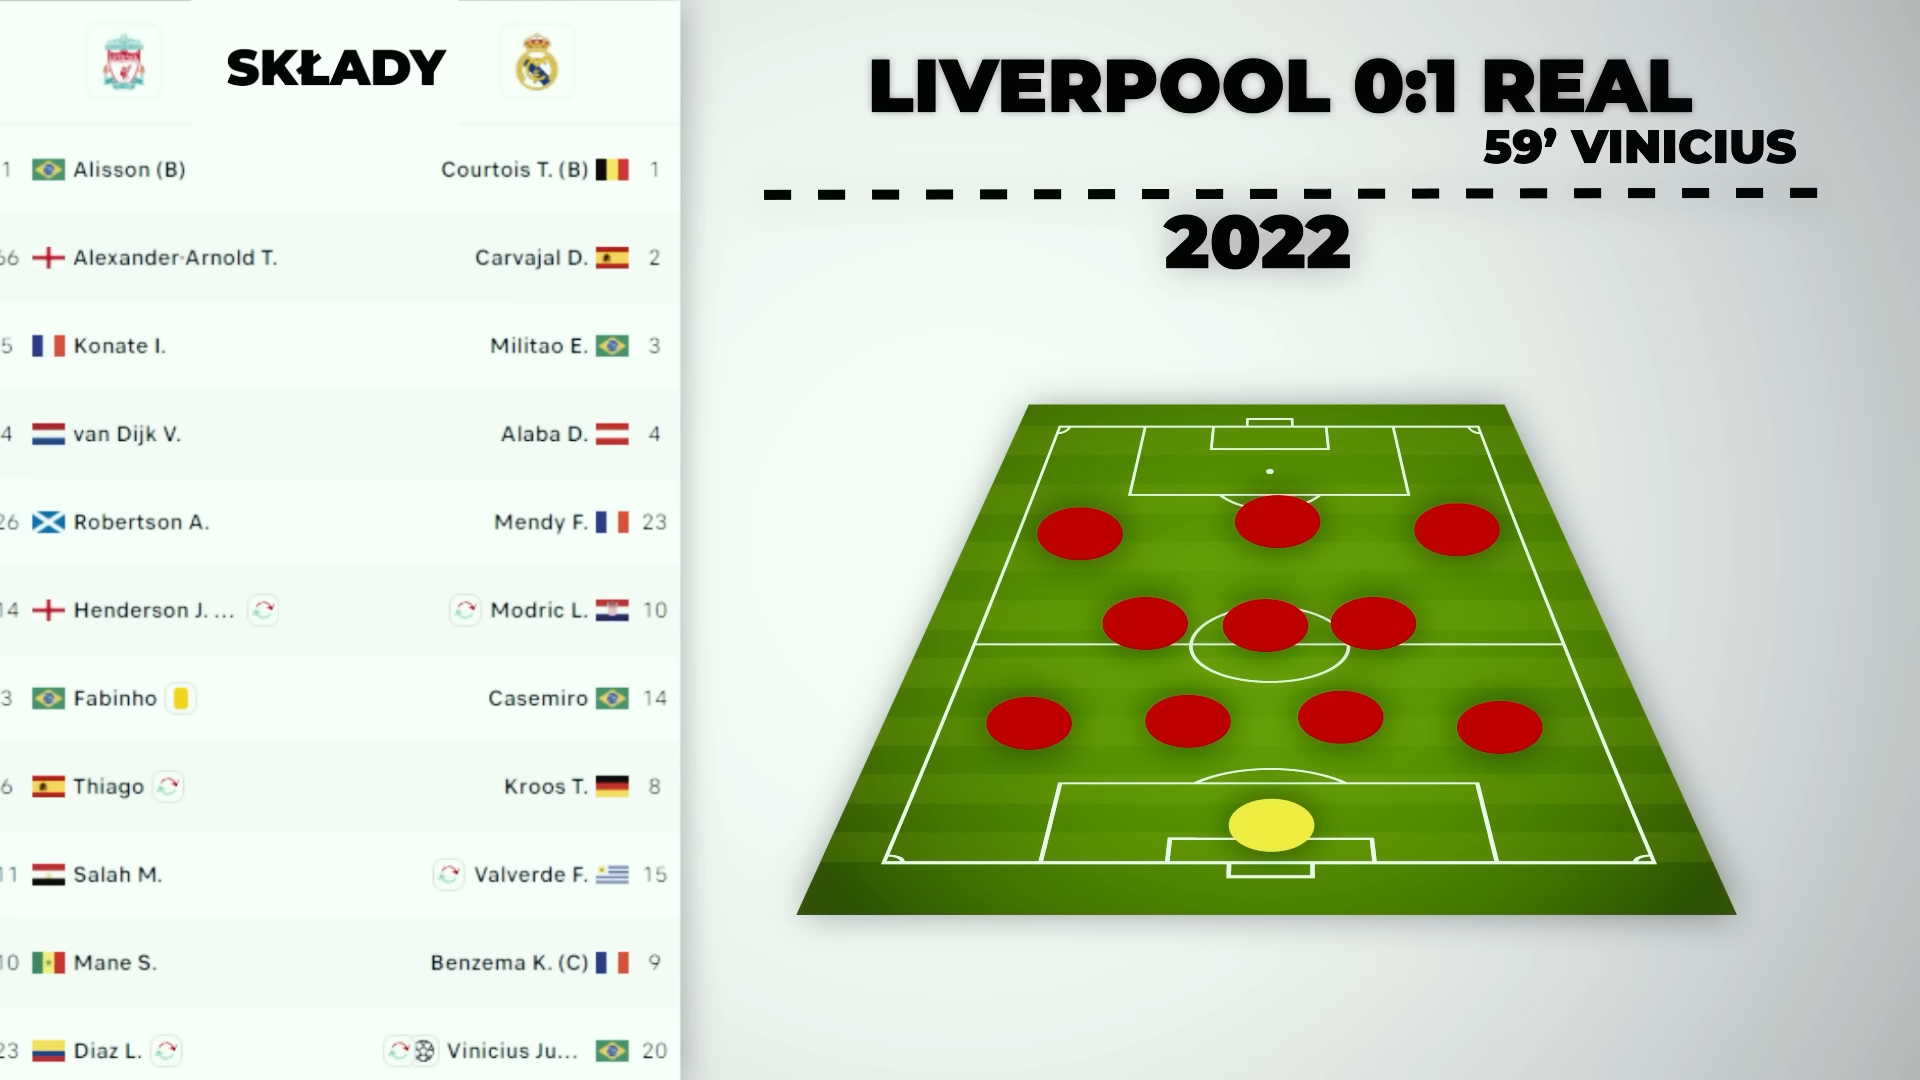 SKŁADY
LIVERPOOL 0:1 REAL
59’ VINICIUS
2022
1 Alisson (B) Courtois T. (B) 1
66 Alexander-Arnold T. Carvajal D. 2
5 Konate I. Militao E. 3
4 van Dijk V. Alaba D. 4
26 Robertson A. Mendy F. 23
14 Henderson J. ... Modric L. 10
3 Fabinho Casemiro 14
6 Thiago Kroos T. 8
11 Salah M. Valverde F. 15
10 Mane S. Benzema K. (C) 9
23 Diaz L. Vinicius Ju... 20